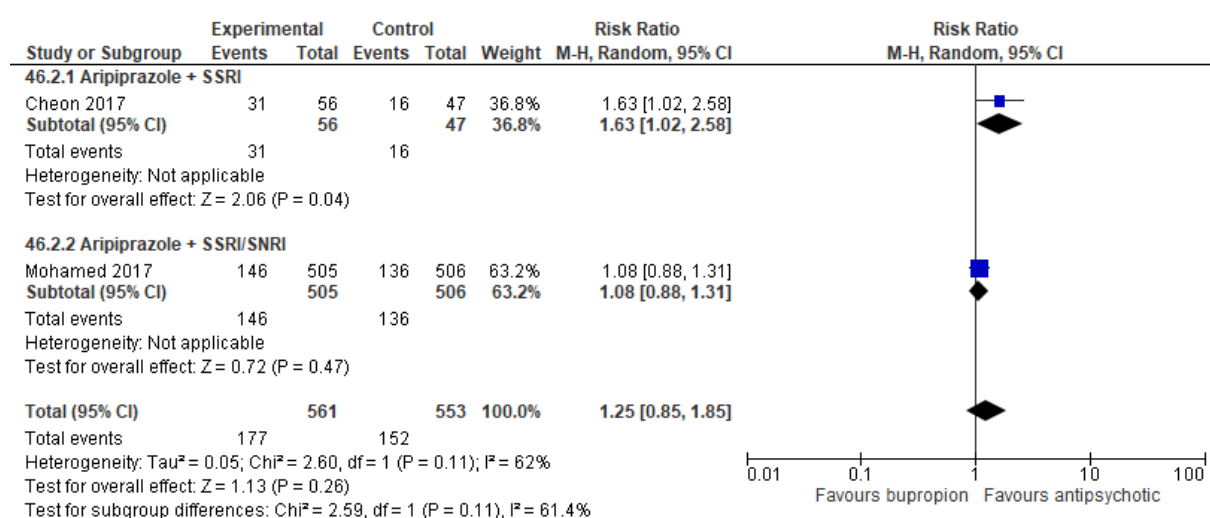 Experimental Control Risk Ratio Risk Ratio
Study or Subgroup Events Total Events Total Weight M-H, Random, 95% CI M-H, Random, 95% CI
46.2.1 Aripiprazole + SSRI
Cheon 2017 31 56 16 47 36.8% 1.63 [1.02, 2.58]
Subtotal (95% CI) 56 47 36.8% 1.63 [1.02, 2.58]
Total events 31 16
Heterogeneity: Not applicable
Test for overall effect: Z = 2.06 (P = 0.04)
46.2.2 Aripiprazole + SSRI/SNRI
Mohamed 2017 146 505 136 506 63.2% 1.08 [0.88, 1.31]
Subtotal (95% CI) 505 506 63.2% 1.08 [0.88, 1.31]
Total events 146 136
Heterogeneity: Not applicable
Test for overall effect: Z = 0.72 (P = 0.47)
Total (95% CI) 561 553 100.0% 1.25 [0.85, 1.85]
Total events 177 152
Heterogeneity: Tau² = 0.05; Chi² = 2.60, df = 1 (P = 0.11); I² = 62%
Test for overall effect: Z = 1.13 (P = 0.26)
Test for subgroup differences: Chi² = 2.59, df = 1 (P = 0.11), I² = 61.4%
0.01 0.1 1 10 100
Favours bupropion Favours antipsychotic